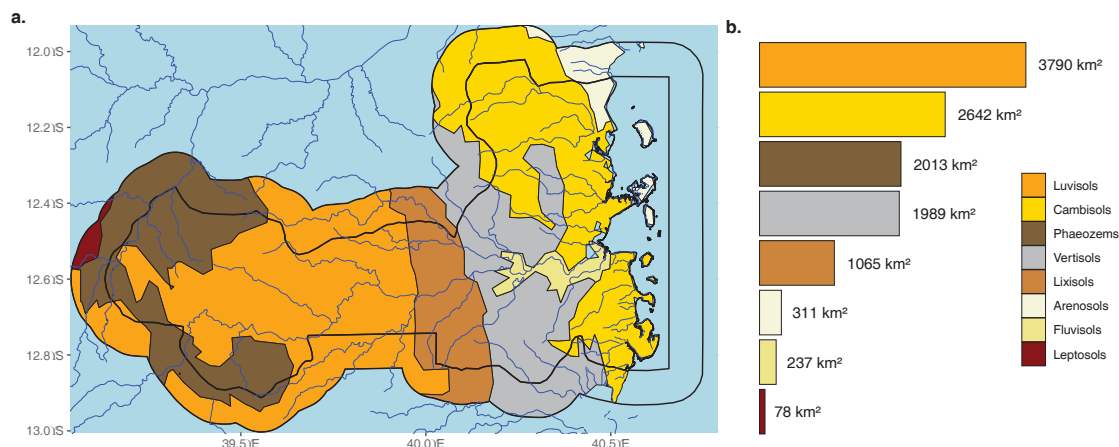 a.
12.0°S
12.2°S
12.4°S
12.6°S
12.8°S
13.0°S
39.5°E
40.0°E
40.5°E
b.
3790 km²
2642 km²
2013 km²
1989 km²
1065 km²
311 km²
237 km²
78 km²
Luvisols
Cambisols
Phaeozems
Vertisols
Lixisols
Arenosols
Fluvisols
Leptosols